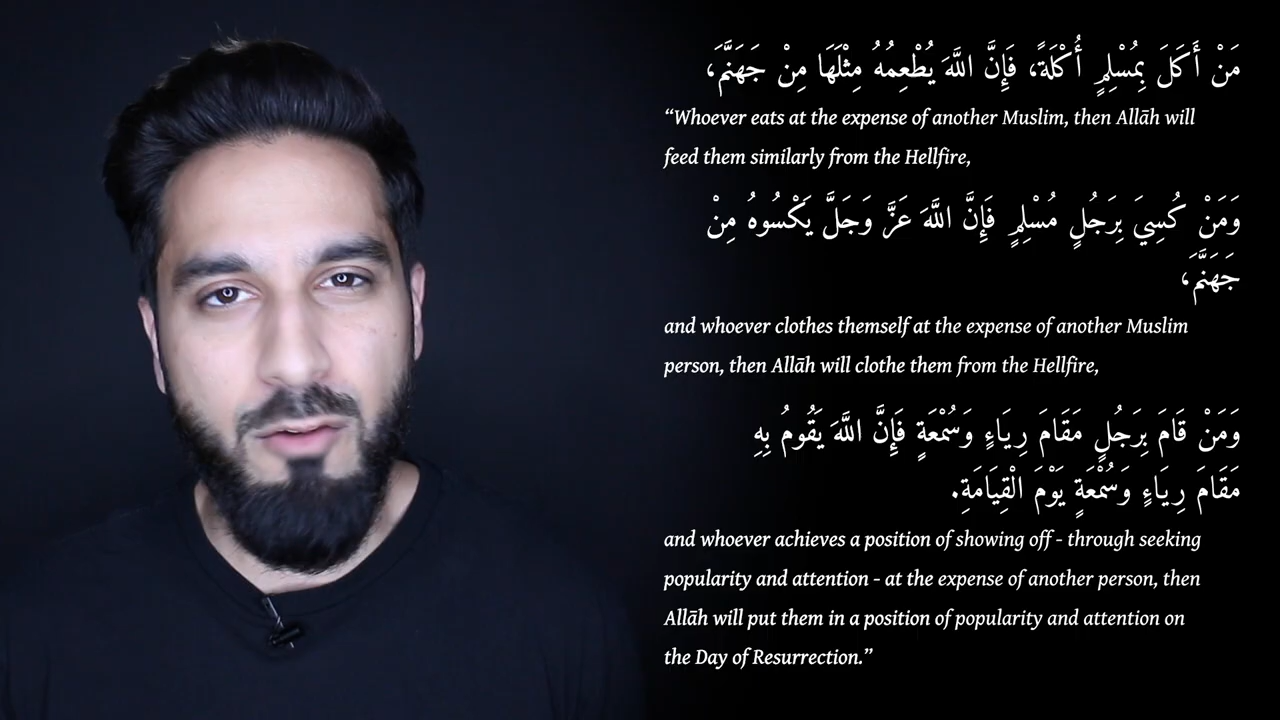 مَنْ أَكَلَ بِمُسْلِمٍ أُكْلَةً، فَإِنَّ اللَّهَ يُطْعِمُهُ مِثْلَهَا مِنْ جَهَنَّمَ،
“Whoever eats at the expense of another Muslim, then Allāh will
feed them similarly from the Hellfire,
وَمَنْ كُسِيَ بِرَجُلٍ مُسْلِمٍ فَإِنَّ اللَّهَ عَزَّ وَجَلَّ يَكْسُوهُ مِنْ
جَهَنَّمَ،
and whoever clothes themself at the expense of another Muslim
person, then Allāh will clothe them from the Hellfire,
وَمَنْ قَامَ بِرَجُلٍ مَقَامَ رِيَاءٍ وَسُمْعَةٍ فَإِنَّ اللَّهَ يَقُومُ بِهِ
مَقَامَ رِيَاءٍ وَسُمْعَةٍ يَوْمَ الْقِيَامَةِ.
and whoever achieves a position of showing off - through seeking
popularity and attention - at the expense of another person, then
Allāh will put them in a position of popularity and attention on
the Day of Resurrection.”